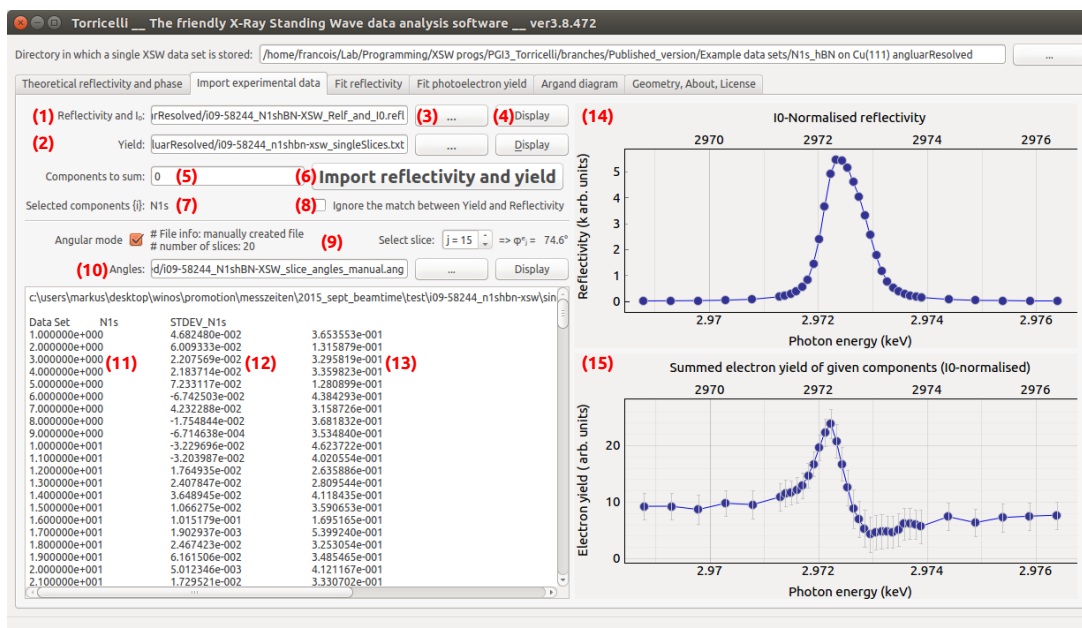 Torricelli __ The friendly X-Ray Standing Wave data analysis software __ ver3.8.472
Directory in which a single XSW data set is stored: /home/francois/Lab/Programming/XSW progs/PGI3_Torricelli/branches/Published_version/Example data sets/N1s_hBN on Cu(111) angluarResolved ...
Theoretical reflectivity and phase Import experimental data Fit reflectivity Fit photoelectron yield Argand diagram Geometry, About, License
(1) Reflectivity and I₀: ırResolved/i09-58244_N1shBN-XSW_Relf_and_I0.refl (3) ... (4) Display
(2) Yield: luarResolved/i09-58244_n1shbn-xsw_singleSlices.txt ... Display
Components to sum: 0 (5) (6) Import reflectivity and yield
Selected components {i}: N1s (7) (8) Ignore the match between Yield and Reflectivity
Angular mode # File info: manually created file
# number of slices: 20 (9) Select slice: j = 15 => φᵉⱼ = 74.6°
(10) Angles: ed/i09-58244_N1shBN-XSW_slice_angles_manual.ang ... Display
c:\users\markus\desktop\winos\promotion\messzeiten\2015_sept_beamtime\test\i09-58244_n1shbn-xsw\sin
Data Set N1s STDEV_N1s
1.000000e+000 4.682480e-002 3.653553e-001
2.000000e+000 6.009333e-002 1.315879e-001
3.000000e+000 2.207569e-002 3.295819e-001
(11) (12) (13)
4.000000e+000 2.183714e-002 3.359823e-001
5.000000e+000 7.233117e-002 1.280899e-001
6.000000e+000 -6.742503e-002 4.384293e-001
7.000000e+000 4.232288e-002 3.158726e-001
8.000000e+000 -1.754844e-002 3.681832e-001
9.000000e+000 -6.714638e-004 3.534840e-001
1.000000e+001 -3.229696e-002 4.623722e-001
1.100000e+001 -3.203987e-002 4.020554e-001
1.200000e+001 1.764935e-002 2.635886e-001
1.300000e+001 2.407847e-002 2.809544e-001
1.400000e+001 3.648945e-002 4.118435e-001
1.500000e+001 1.066275e-002 3.590653e-001
1.600000e+001 1.015179e-001 1.695165e-001
1.700000e+001 1.902937e-003 5.399240e-001
1.800000e+001 2.467423e-002 3.253054e-001
1.900000e+001 6.161506e-002 3.485465e-001
2.000000e+001 5.012346e-003 4.121167e-001
2.100000e+001 1.729521e-002 3.330702e-001
(14) I0-Normalised reflectivity
2970 2972 2974 2976
Reflectivity (k arb. units)
5
4
3
2
1
0
2.97 2.972 2.974 2.976
Photon energy (keV)
(15) Summed electron yield of given components (I0-normalised)
2970 2972 2974 2976
Electron yield ( arb. units)
20
10
0
2.97 2.972 2.974 2.976
Photon energy (keV)